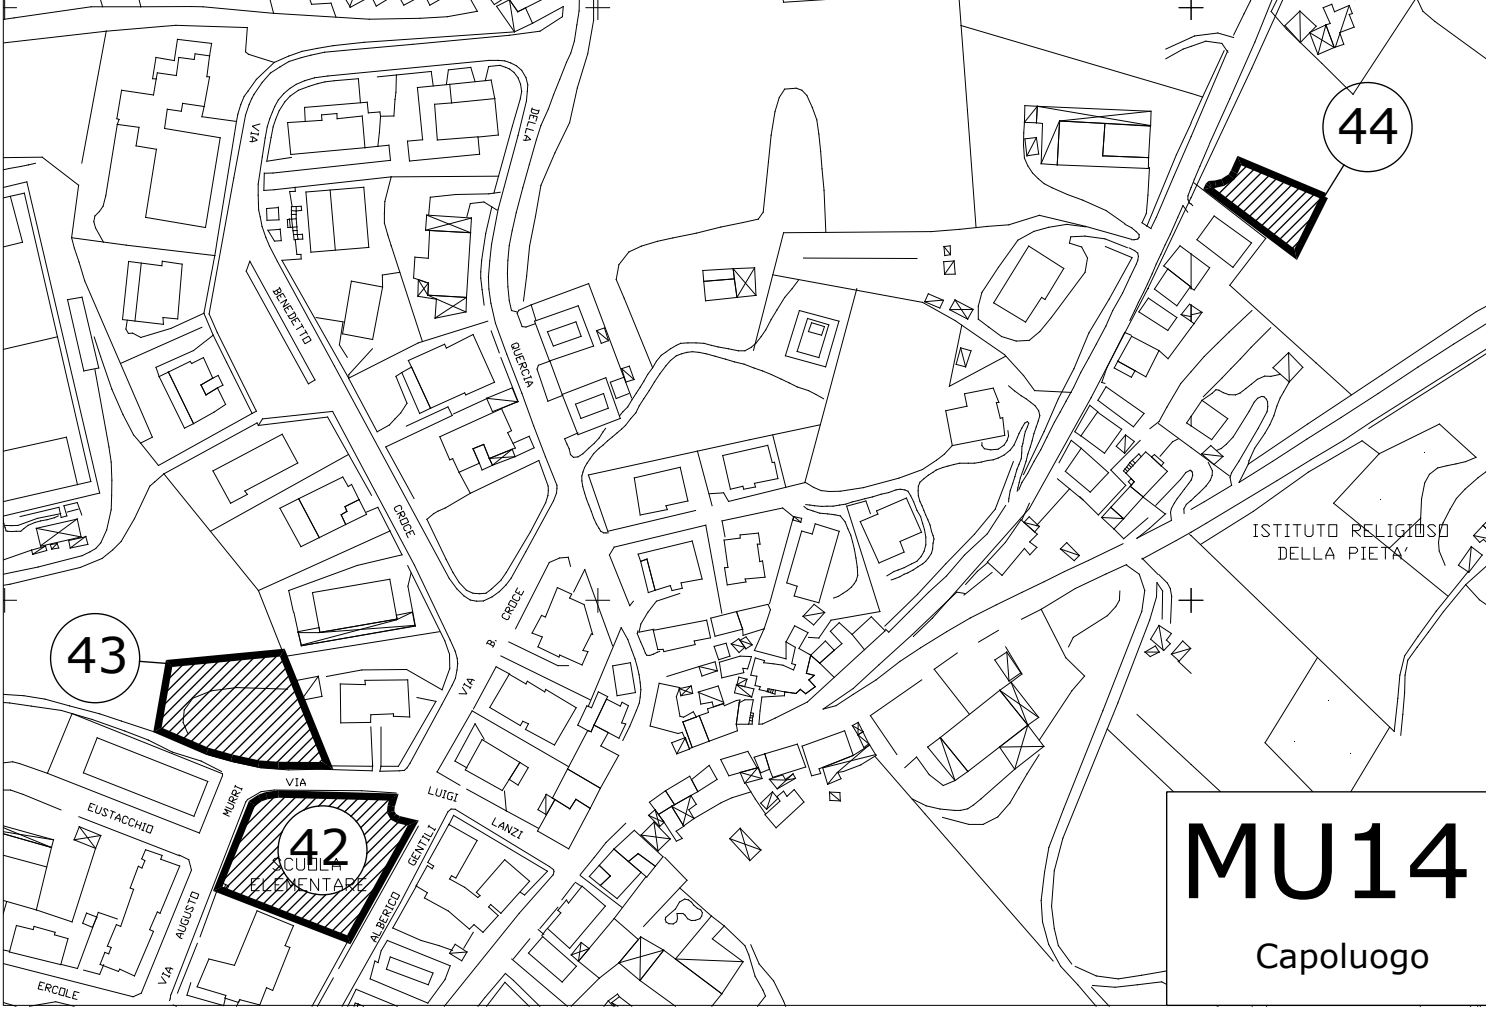 44
VIA
DELLA
BENEDETTO
QUERCIA
CROCE
ISTITUTO RELIGIOSO
DELLA PIETA'
B. CROCE
43
VIA
VIA
MURRI
LUIGI
LANZI
EUSTACCHIO
42
SCUOLA
ELEMENTARE
GENTILI
ALBERICO
AUGUSTO
VIA
ERCOLE
MU14
Capoluogo